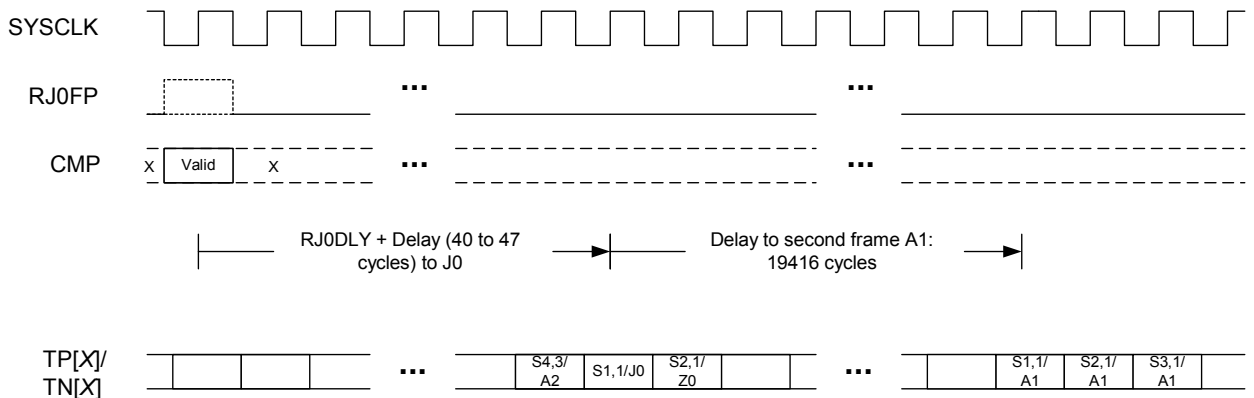 SYSCLK
RJ0FP
...
...
CMP
X
Valid
X
...
...
RJ0DLY + Delay (40 to 47
cycles) to J0
Delay to second frame A1:
19416 cycles
TP[X]/
TN[X]
...
S4,3/
A2
S1,1/J0
S2,1/
Z0
...
S1,1/
A1
S2,1/
A1
S3,1/
A1